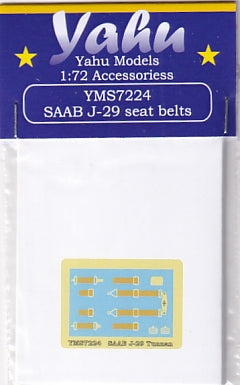 Yahu
Yahu Models
1:72 Accessoriess
YMS7224
SAAB J-29 seat belts
YMS7224 SAAB J-29 Tunnan